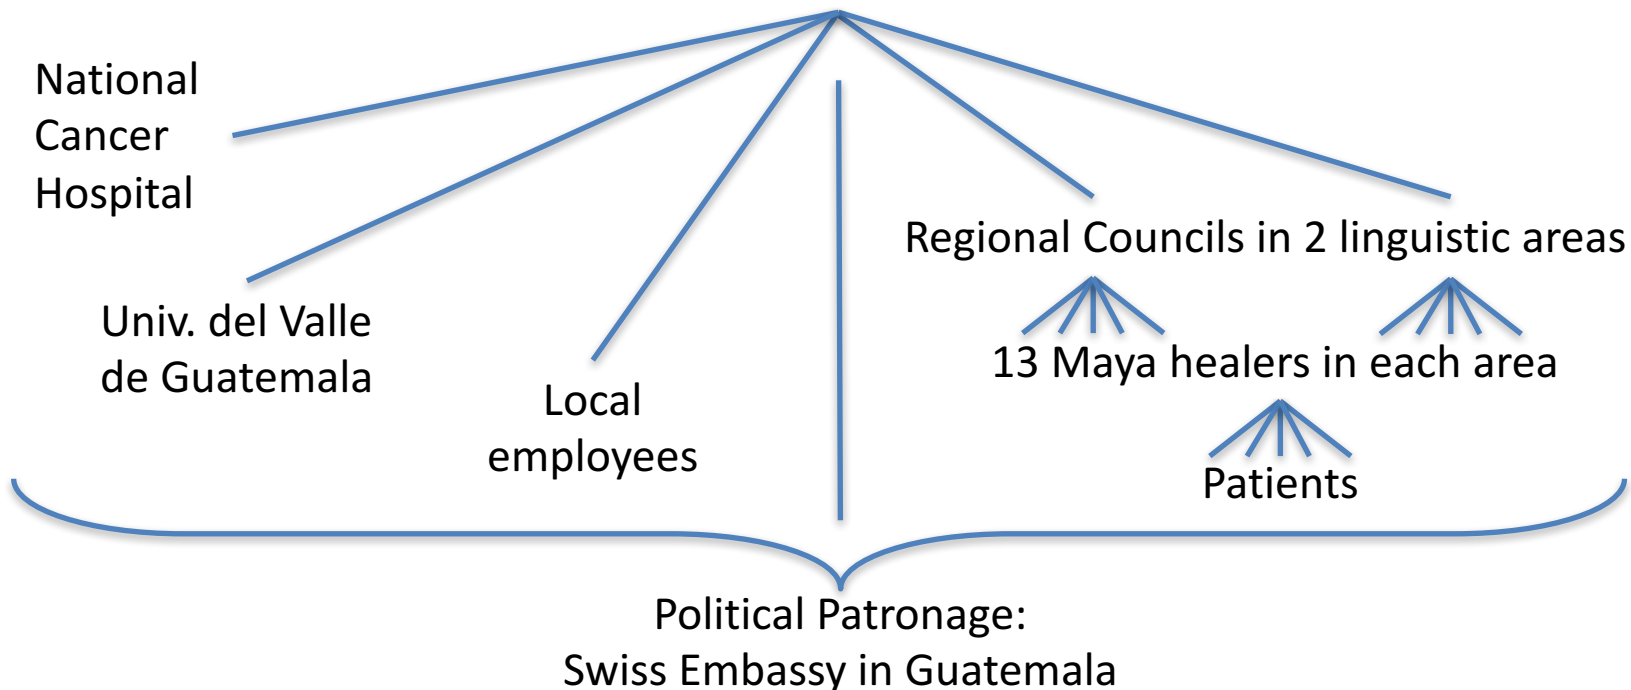 National
Cancer
Hospital
Regional Councils in 2 linguistic areas
Univ. del Valle
de Guatemala
13 Maya healers in each area
Local
employees
Patients
Political Patronage:
Swiss Embassy in Guatemala